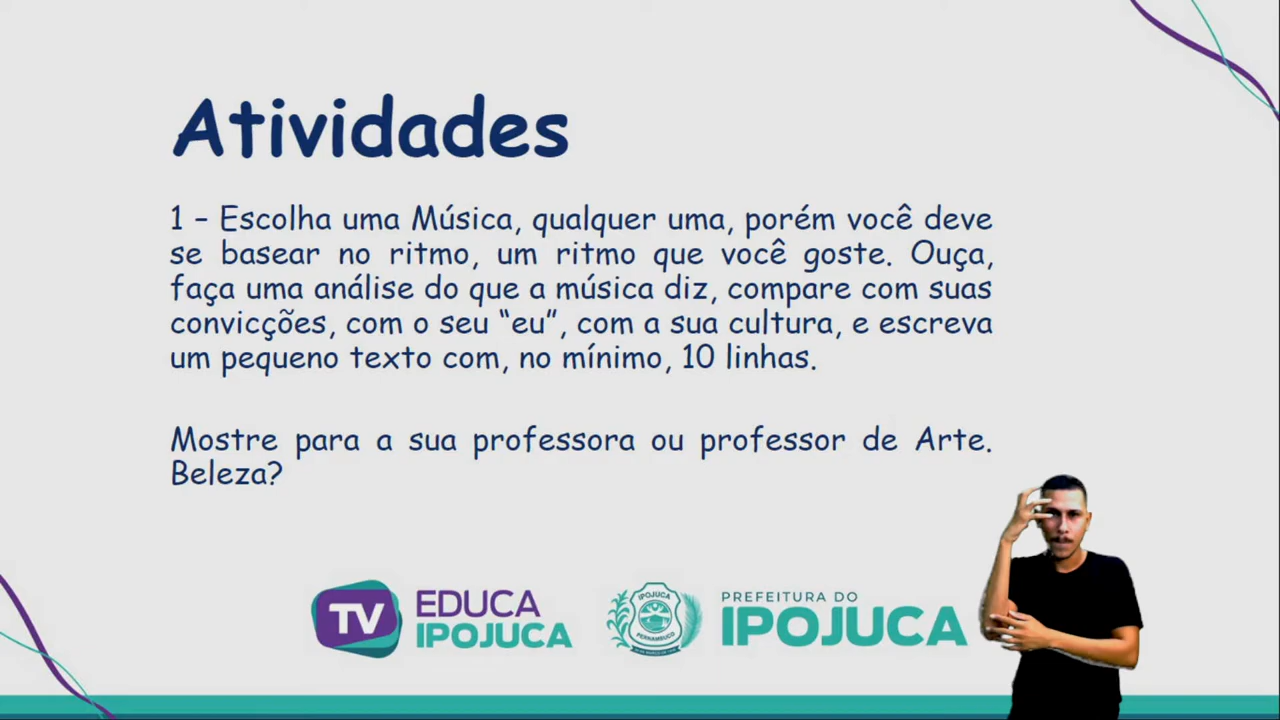 Atividades
1 – Escolha uma Música, qualquer uma, porém você deve
se basear no ritmo, um ritmo que você goste. Ouça,
faça uma análise do que a música diz, compare com suas
convicções, com o seu “eu”, com a sua cultura, e escreva
um pequeno texto com, no mínimo, 10 linhas.
Mostre para a sua professora ou professor de Arte.
Beleza?
TV
EDUCA
IPOJUCA
IPOJUCA
PERNAMBUCO
PREFEITURA DO
IPOJUCA